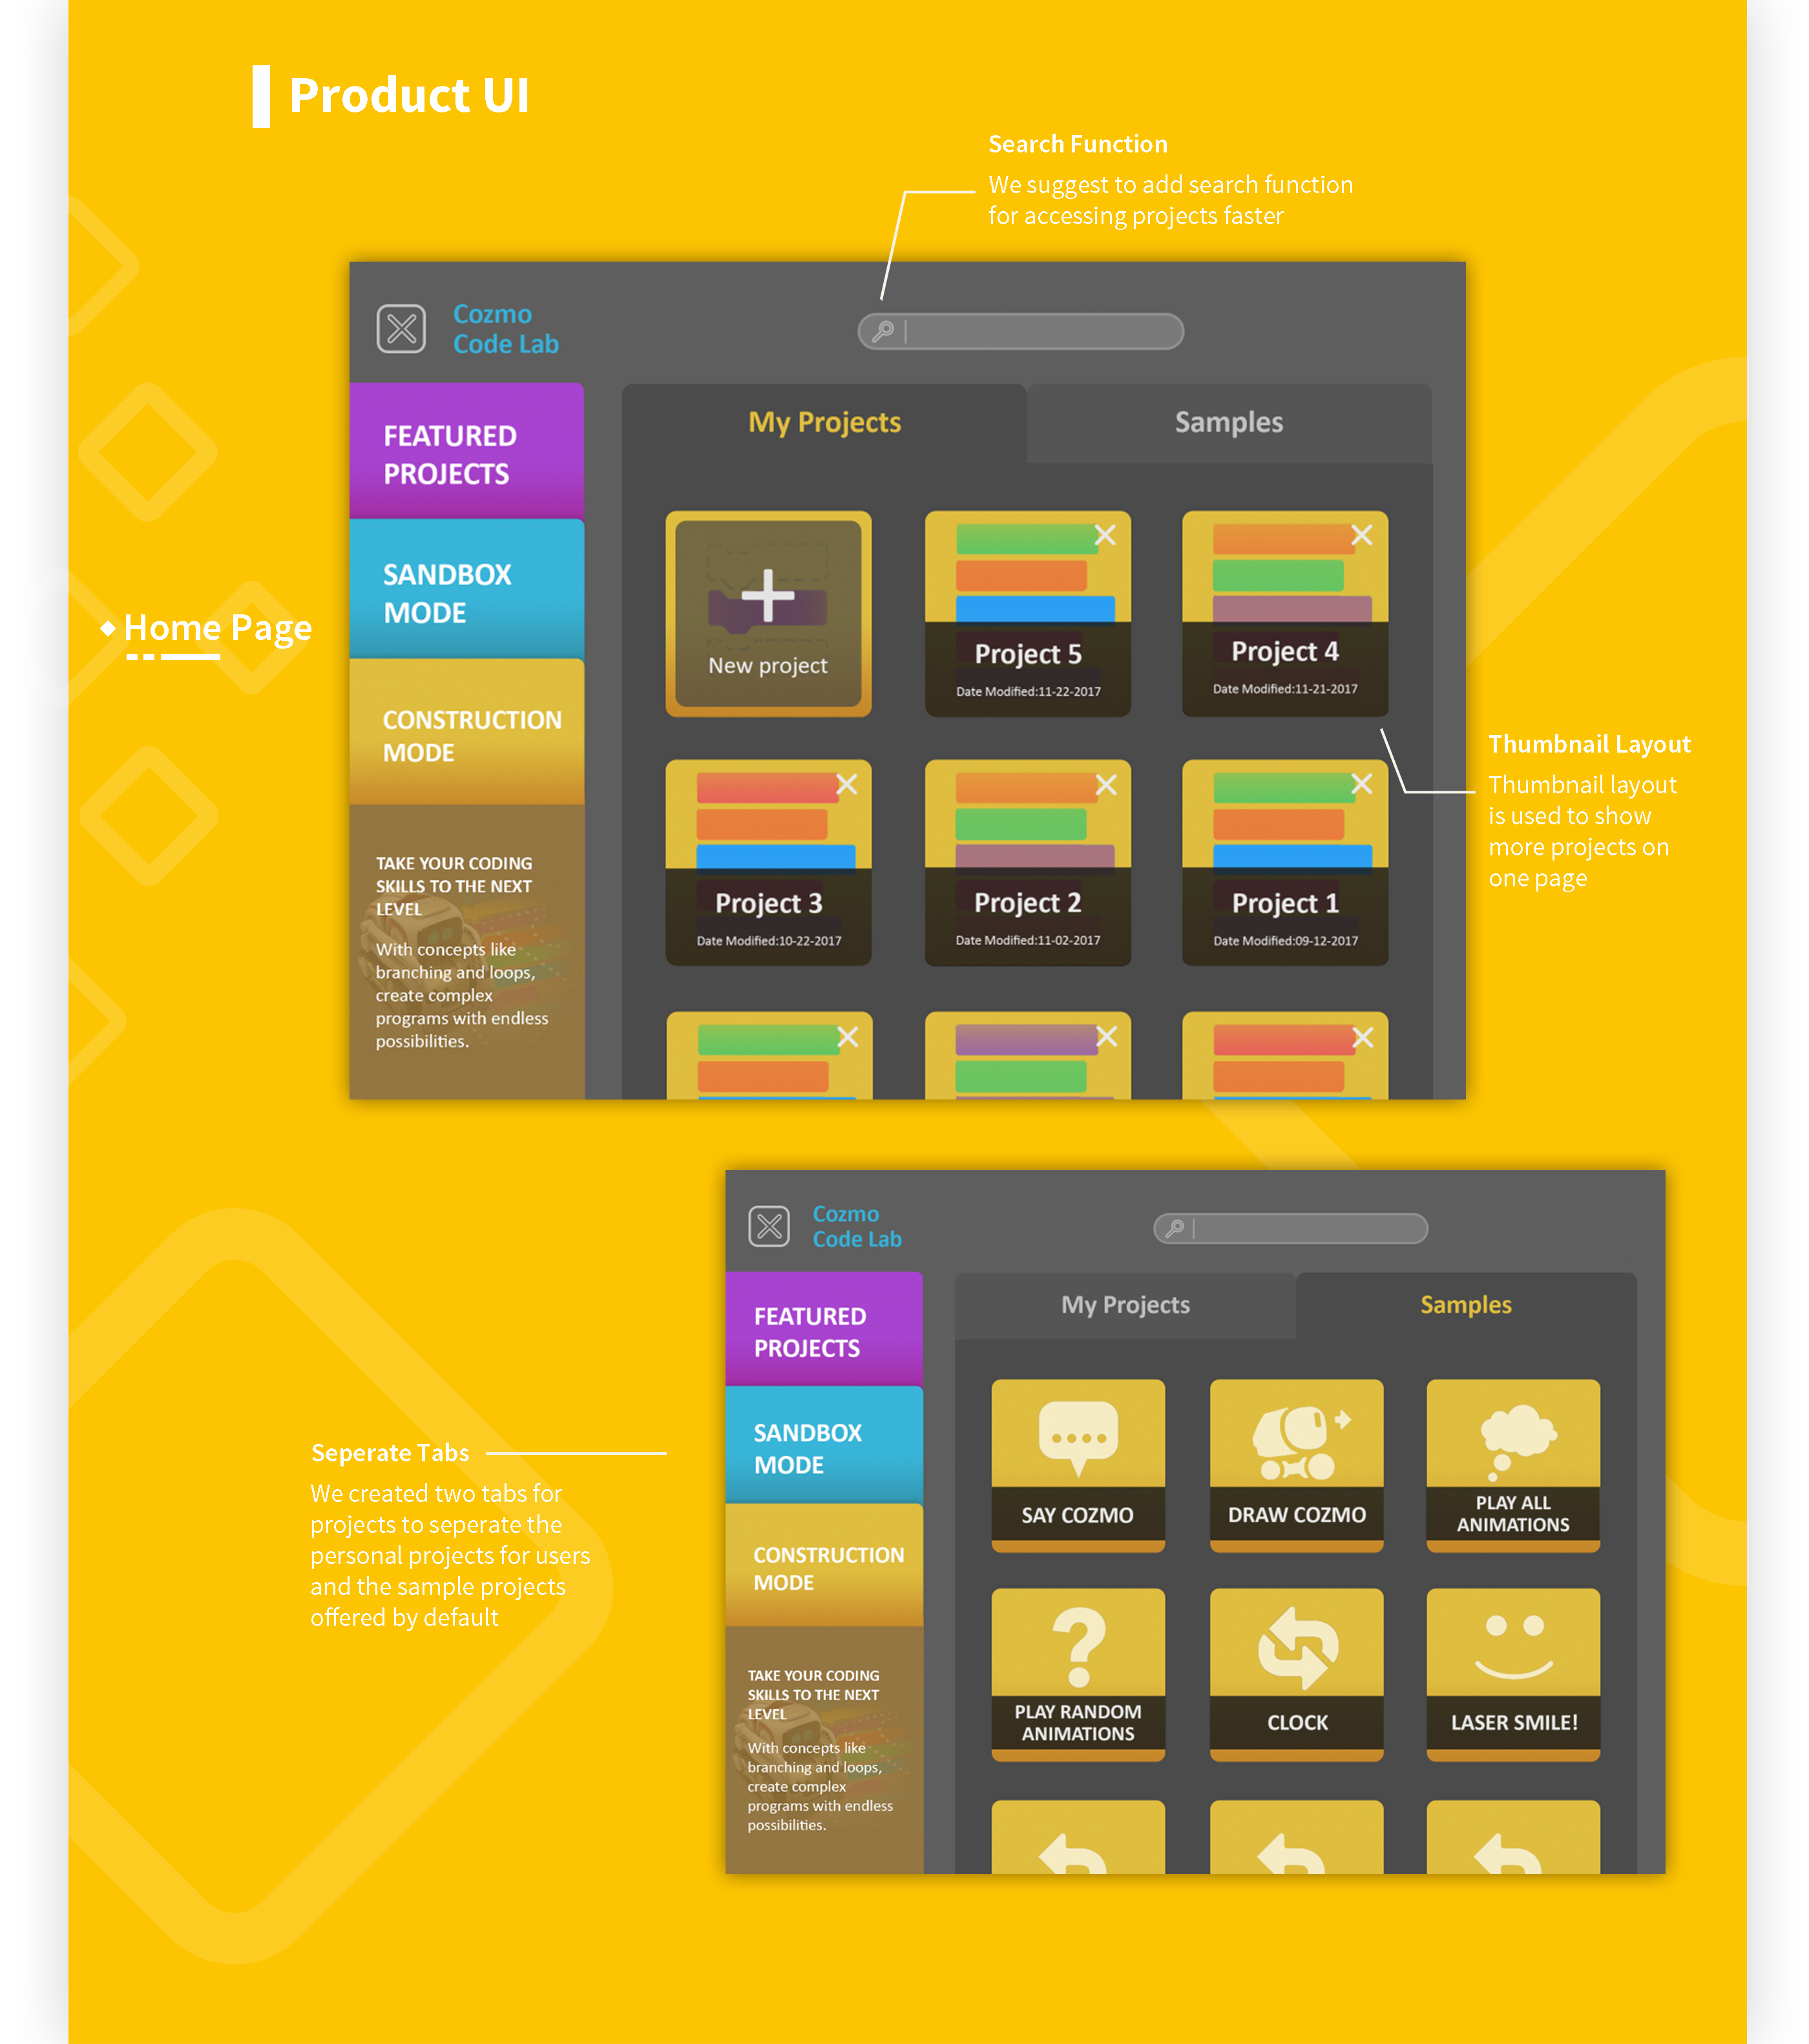 Product UI
Search Function
We suggest to add search function
for accessing projects faster
Cozmo
Code Lab
My Projects
Samples
FEATURED
PROJECTS
SANDBOX
MODE
CONSTRUCTION
MODE
TAKE YOUR CODING
SKILLS TO THE NEXT
LEVEL
With concepts like
branching and loops,
create complex
programs with endless
possibilities.
Home Page
New project
Project 5
Date Modified:11-22-2017
Project 4
Date Modified:11-21-2017
Project 3
Date Modified:10-22-2017
Project 2
Date Modified:11-02-2017
Project 1
Date Modified:09-12-2017
Thumbnail Layout
Thumbnail layout
is used to show
more projects on
one page
Cozmo
Code Lab
My Projects
Samples
FEATURED
PROJECTS
SANDBOX
MODE
CONSTRUCTION
MODE
TAKE YOUR CODING
SKILLS TO THE NEXT
LEVEL
With concepts like
branching and loops,
create complex
programs with endless
possibilities.
SAY COZMO
DRAW COZMO
PLAY ALL
ANIMATIONS
PLAY RANDOM
ANIMATIONS
CLOCK
LASER SMILE!
Seperate Tabs
We created two tabs for
projects to seperate the
personal projects for users
and the sample projects
offered by default